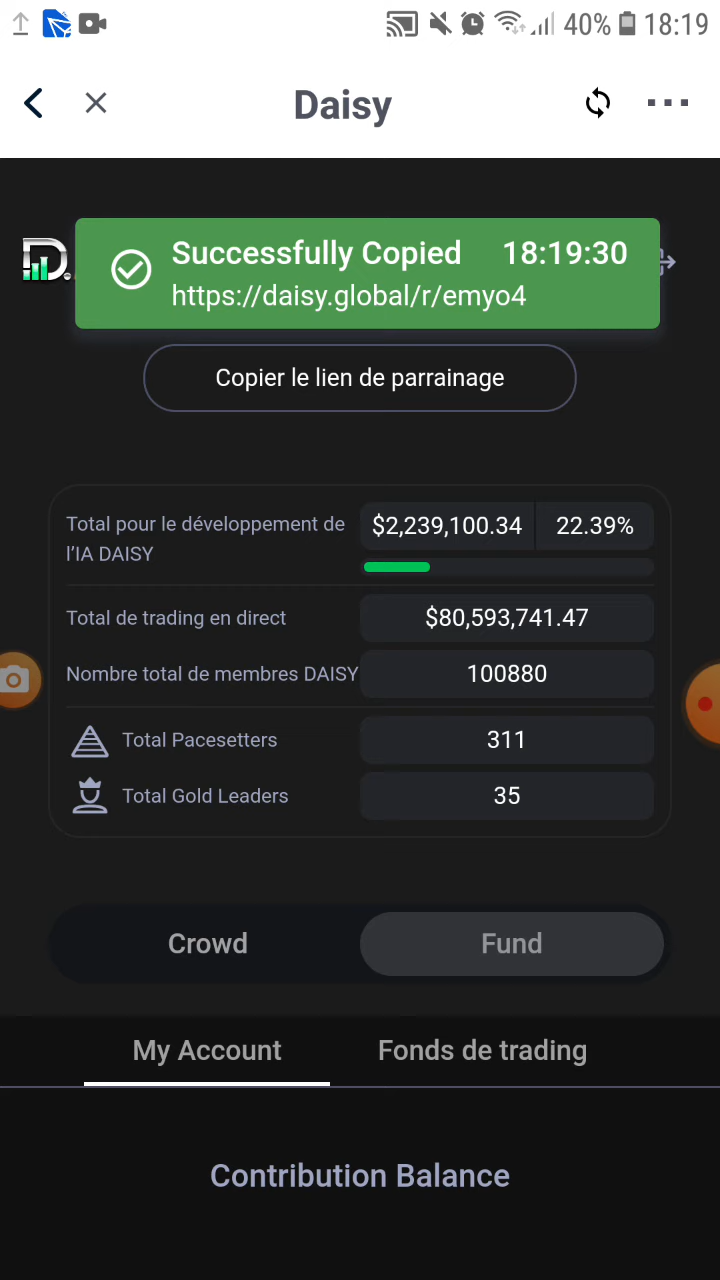 40% 18:19
Daisy
D.
Successfully Copied 18:19:30
https://daisy.global/r/emyo4
Copier le lien de parrainage
Total pour le développement de $2,239,100.34 22.39%
l’IA DAISY
Total de trading en direct $80,593,741.47
Nombre total de membres DAISY 100880
Total Pacesetters 311
Total Gold Leaders 35
Crowd Fund
My Account Fonds de trading
Contribution Balance